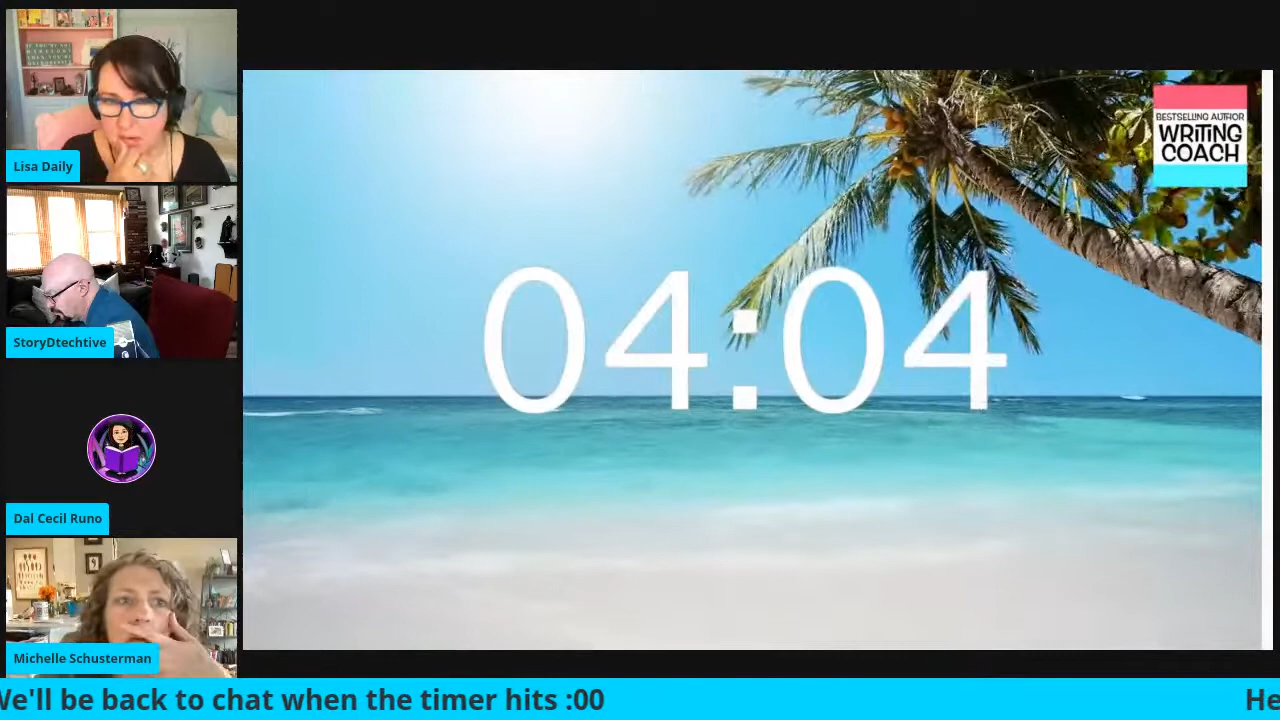 Lisa Daily
StoryDtechtive
Dal Cecil Runo
Michelle Schusterman
04:04
BESTSELLING AUTHOR
WRITING
COACH
We'll be back to chat when the timer hits :00
He